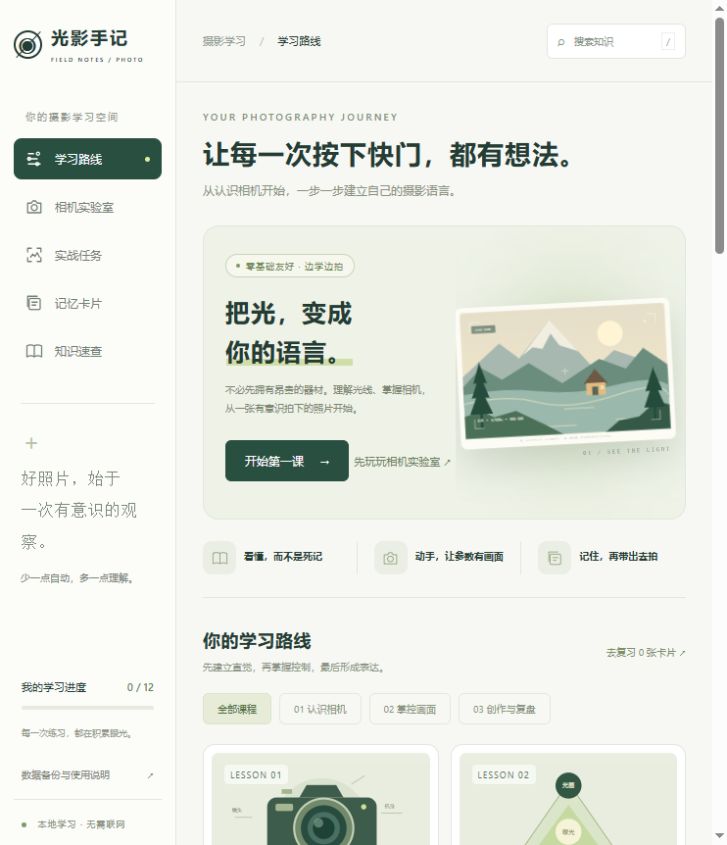 光影手记
FIELD NOTES / PHOTO
你的摄影学习空间
学习路线
相机实验室
实战任务
记忆卡片
知识速查
好照片，始于
一次有意识的观
察。
少一点自动，多一点理解。
我的学习进度 0 / 12
每一次练习，都在积累眼光。
数据备份与使用说明 ↗
本地学习 · 无需联网
摄影学习 / 学习路线
搜索知识 /
YOUR PHOTOGRAPHY JOURNEY
让每一次按下快门，都有想法。
从认识相机开始，一步一步建立自己的摄影语言。
零基础友好 · 边学边拍
把光，变成
你的语言。
不必先拥有昂贵的器材。理解光线、掌握相机，
从一张有意识拍下的照片开始。
开始第一课 →
先玩玩相机实验室 ↗
01 / SEE THE LIGHT
看懂，而不是死记
动手，让参数有画面
记住，再带出去拍
你的学习路线
先建立直觉，再掌握控制，最后形成表达。
去复习 0 张卡片 ↗
全部课程
01 认识相机
02 掌控画面
03 创作与复盘
LESSON 01
镜头
机身
LESSON 02
光圈
曝光